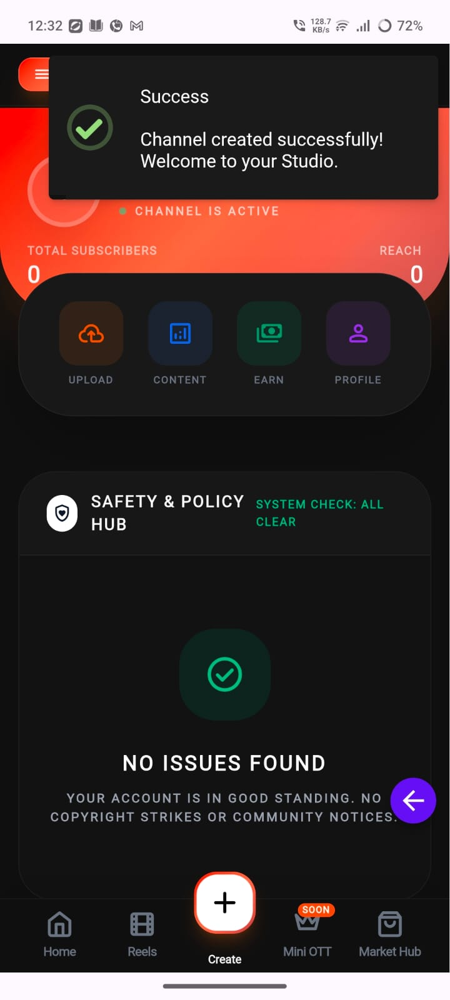 12:32
128.7
KB/s
72%
Success
Channel created successfully!
Welcome to your Studio.
CHANNEL IS ACTIVE
TOTAL SUBSCRIBERS
REACH
0
0
UPLOAD
CONTENT
EARN
PROFILE
SAFETY & POLICY
HUB
SYSTEM CHECK: ALL
CLEAR
NO ISSUES FOUND
YOUR ACCOUNT IS IN GOOD STANDING. NO
COPYRIGHT STRIKES OR COMMUNITY NOTICES.
SOON
Home
Reels
Create
Mini OTT
Market Hub